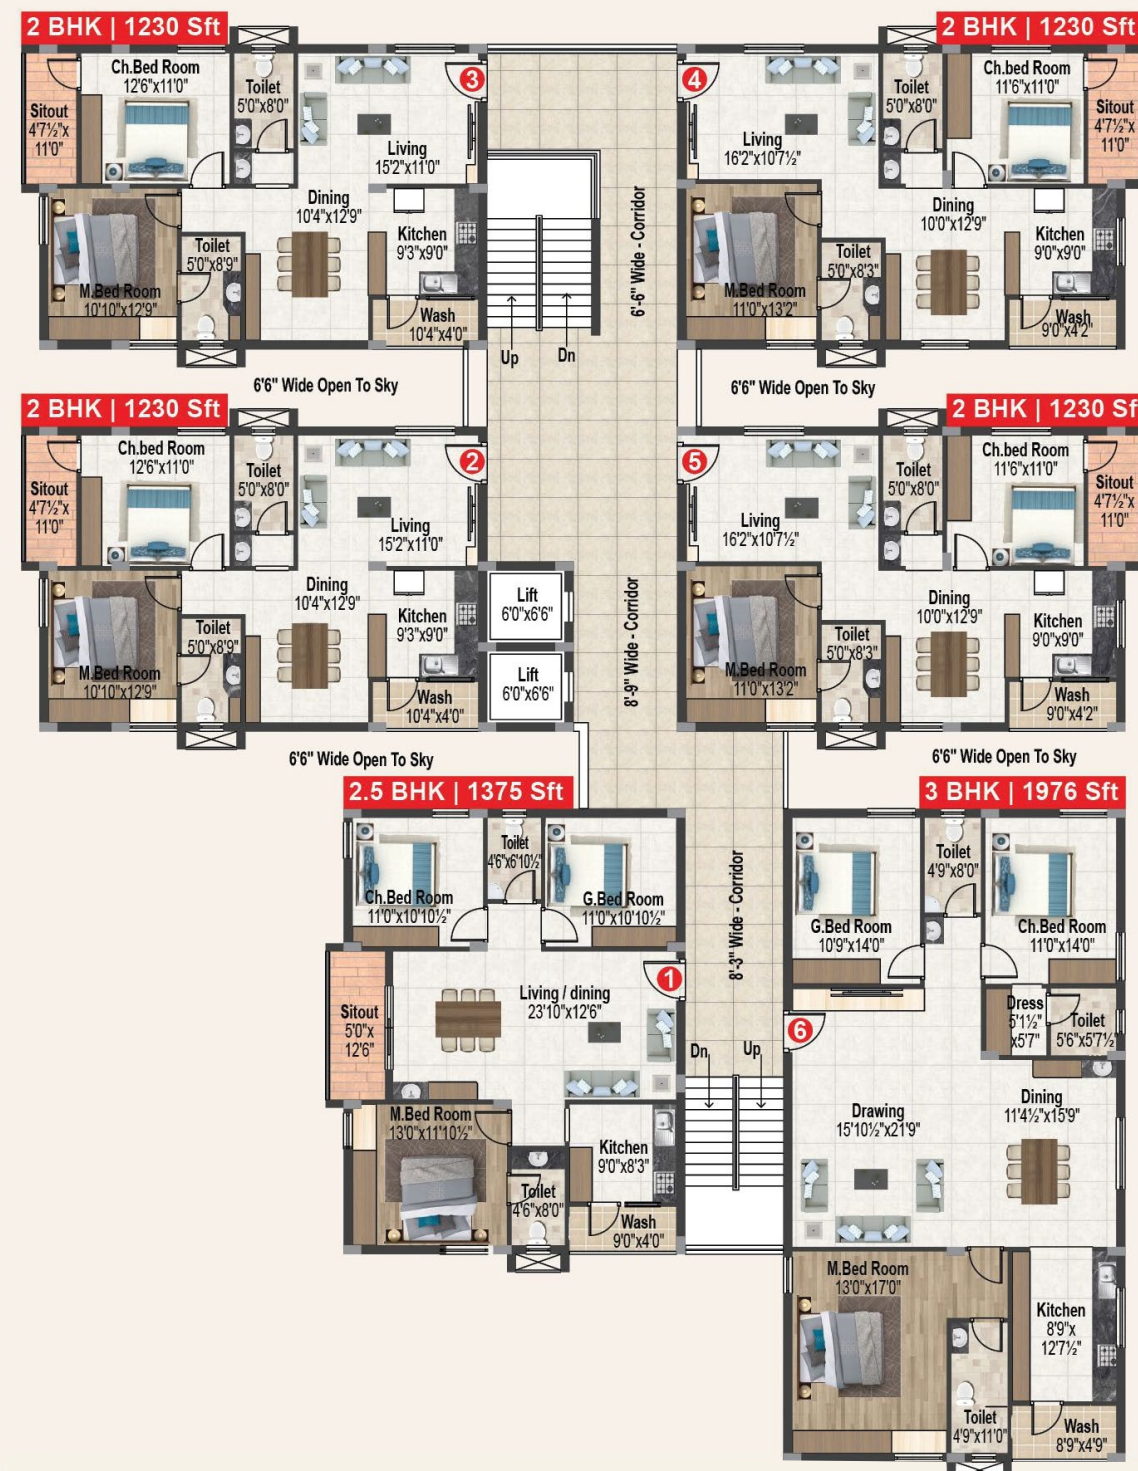 2 BHK | 1230 Sft
Ch.Bed Room
12'6"x11'0"
Toilet
5'0"x8'0"
Sitout
4'7½"x
11'0"
3
Living
15'2"x11'0"
Dining
10'4"x12'9"
Kitchen
9'3"x9'0"
Toilet
5'0"x8'9"
M.Bed Room
10'10"x12'9"
Wash
10'4"x4'0"
Up
Dn
6'-6" Wide - Corridor
2 BHK | 1230 Sft
4
Living
16'2"x10'7½"
Toilet
5'0"x8'0"
Ch.bed Room
11'6"x11'0"
Sitout
4'7½"x
11'0"
Dining
10'0"x12'9"
Kitchen
9'0"x9'0"
Toilet
5'0"x8'3"
M.Bed Room
11'0"x13'2"
Wash
9'0"x4'2"
6'6" Wide Open To Sky
6'6" Wide Open To Sky
2 BHK | 1230 Sft
Ch.bed Room
12'6"x11'0"
Toilet
5'0"x8'0"
Sitout
4'7½"x
11'0"
2
Living
15'2"x11'0"
Dining
10'4"x12'9"
Kitchen
9'3"x9'0"
Toilet
5'0"x8'9"
M.Bed Room
10'10"x12'9"
Wash
10'4"x4'0"
Lift
6'0"x6'6"
Lift
6'0"x6'6"
8'-9" Wide - Corridor
2 BHK | 1230 Sf
5
Living
16'2"x10'7½"
Toilet
5'0"x8'0"
Ch.bed Room
11'6"x11'0"
Sitout
4'7½"x
11'0"
Dining
10'0"x12'9"
Kitchen
9'0"x9'0"
Toilet
5'0"x8'3"
M.Bed Room
11'0"x13'2"
Wash
9'0"x4'2"
6'6" Wide Open To Sky
6'6" Wide Open To Sky
2.5 BHK | 1375 Sft
Toilet
4'6"x6'10½"
Ch.Bed Room
11'0"x10'10½"
G.Bed Room
11'0"x10'10½"
1
Living / dining
23'10"x12'6"
Sitout
5'0"x
12'6"
M.Bed Room
13'0"x11'10½"
Kitchen
9'0"x8'3"
Toilet
4'6"x8'0"
Wash
9'0"x4'0"
8'-3" Wide - Corridor
Dn
Up
3 BHK | 1976 Sft
Toilet
4'9"x8'0"
G.Bed Room
10'9"x14'0"
Ch.Bed Room
11'0"x14'0"
6
Dress
5'1½"
x5'7"
Toilet
5'6"x5'7½"
Drawing
15'10½"x21'9"
Dining
11'4½"x15'9"
M.Bed Room
13'0"x17'0"
Kitchen
8'9"x
12'7½"
Toilet
4'9"x11'0"
Wash
8'9"x4'9"